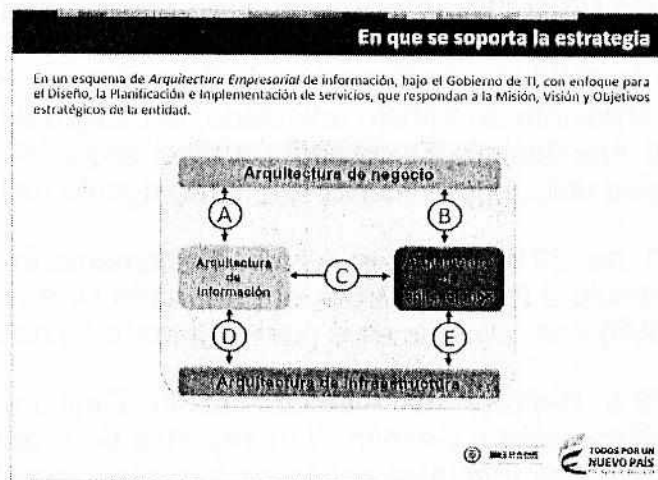 En que se soporta la estrategia
En un esquema de Arquitectura Empresarial de información, bajo el Gobierno de TI, con enfoque para
el Diseño, la Planificación e Implementación de servicios, que respondan a la Misión, Visión y Objetivos
estratégicos de la entidad.
Arquitectura de negocio
A
B
Arquitectura
de
información
C
D
E
Arquitectura de infraestructura
TODOS POR UN
NUEVO PAÍS